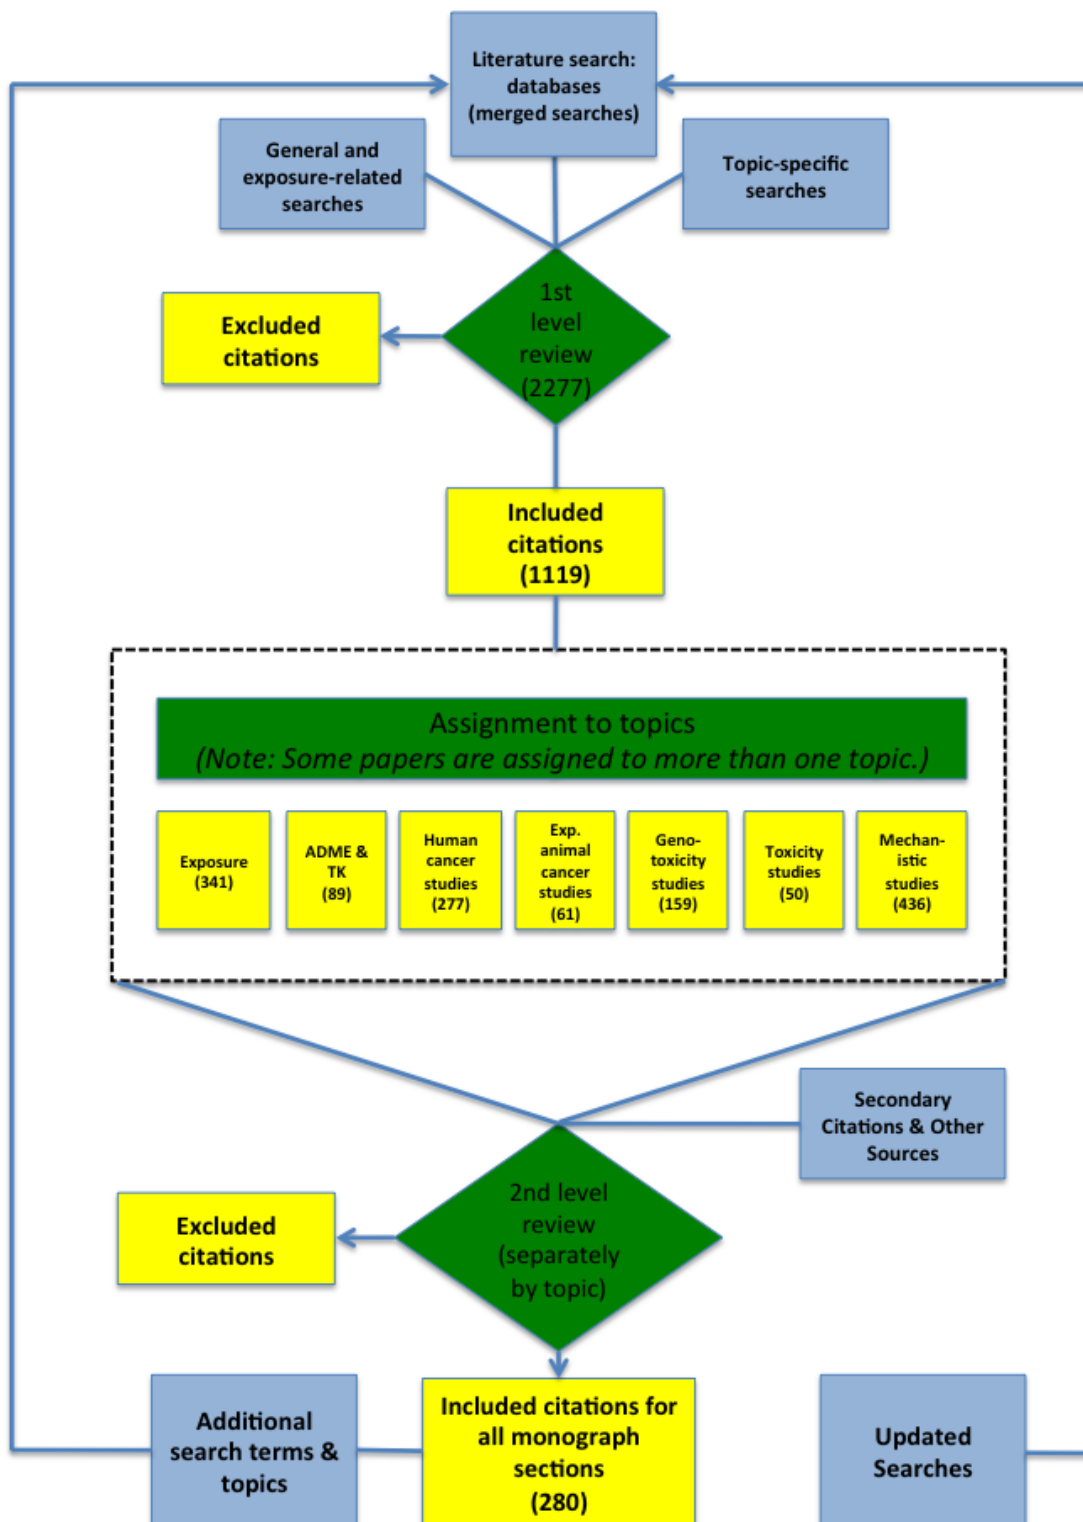 Literature search:
databases
(merged searches)
General and
exposure-related
searches
Topic-specific
searches
1st
level
review
(2277)
Excluded
citations
Included
citations
(1119)
Assignment to topics
(Note: Some papers are assigned to more than one topic.)
Exposure
(341)
ADME &
TK
(89)
Human
cancer
studies
(277)
Exp.
animal
cancer
studies
(61)
Geno-
toxicity
studies
(159)
Toxicity
studies
(50)
Mechan-
istic
studies
(436)
Secondary
Citations & Other
Sources
2nd level
review
(separately
by topic)
Excluded
citations
Additional
search terms &
topics
Included citations for
all monograph
sections
(280)
Updated
Searches